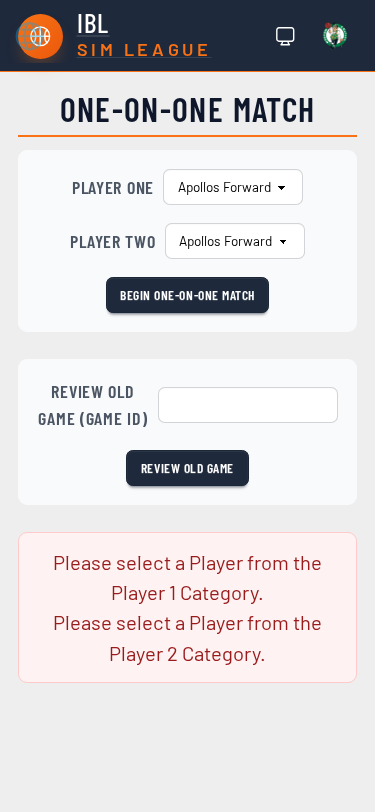 IBL
SIM LEAGUE
ONE-ON-ONE MATCH
PLAYER ONE
Apollos Forward
PLAYER TWO
Apollos Forward
BEGIN ONE-ON-ONE MATCH
REVIEW OLD
GAME (GAME ID)
REVIEW OLD GAME
Please select a Player from the
Player 1 Category.
Please select a Player from the
Player 2 Category.